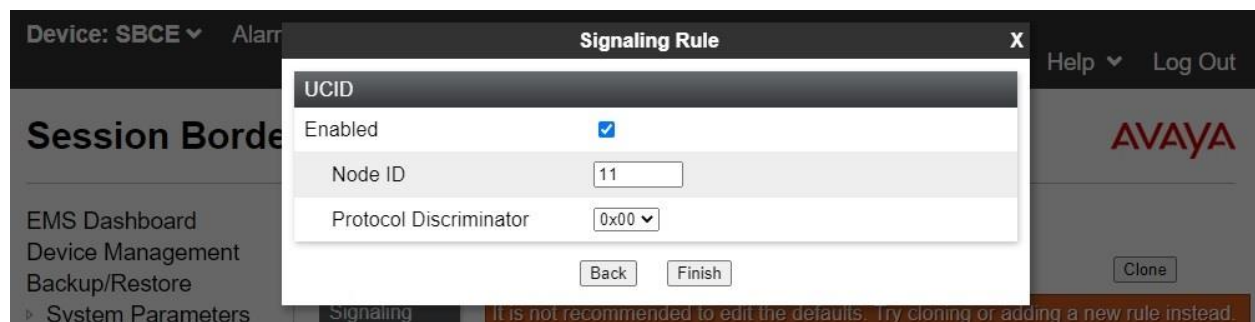 Device: SBCE Alarr
Signaling Rule X
Help Log Out
UCID
Enabled
Session Borde
AVAYA
Node ID 11
Protocol Discriminator 0x00
EMS Dashboard
Device Management
Backup/Restore
System Parameters
Back Finish
Clone
Signaling
It is not recommended to edit the defaults. Try cloning or adding a new rule instead.